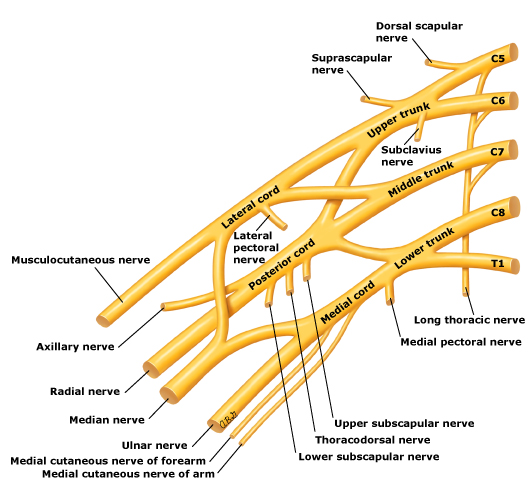 Dorsal scapular
nerve
Suprascapular
nerve
C5
C6
Upper trunk
Subclavius
nerve
C7
Middle trunk
C8
Lateral cord
Lateral
pectoral
nerve
Posterior cord
Lower trunk
T1
Musculocutaneous nerve
Medial cord
Long thoracic nerve
Medial pectoral nerve
Axillary nerve
Radial nerve
Median nerve
Upper subscapular nerve
Thoracodorsal nerve
Lower subscapular nerve
Ulnar nerve
Medial cutaneous nerve of forearm
Medial cutaneous nerve of arm